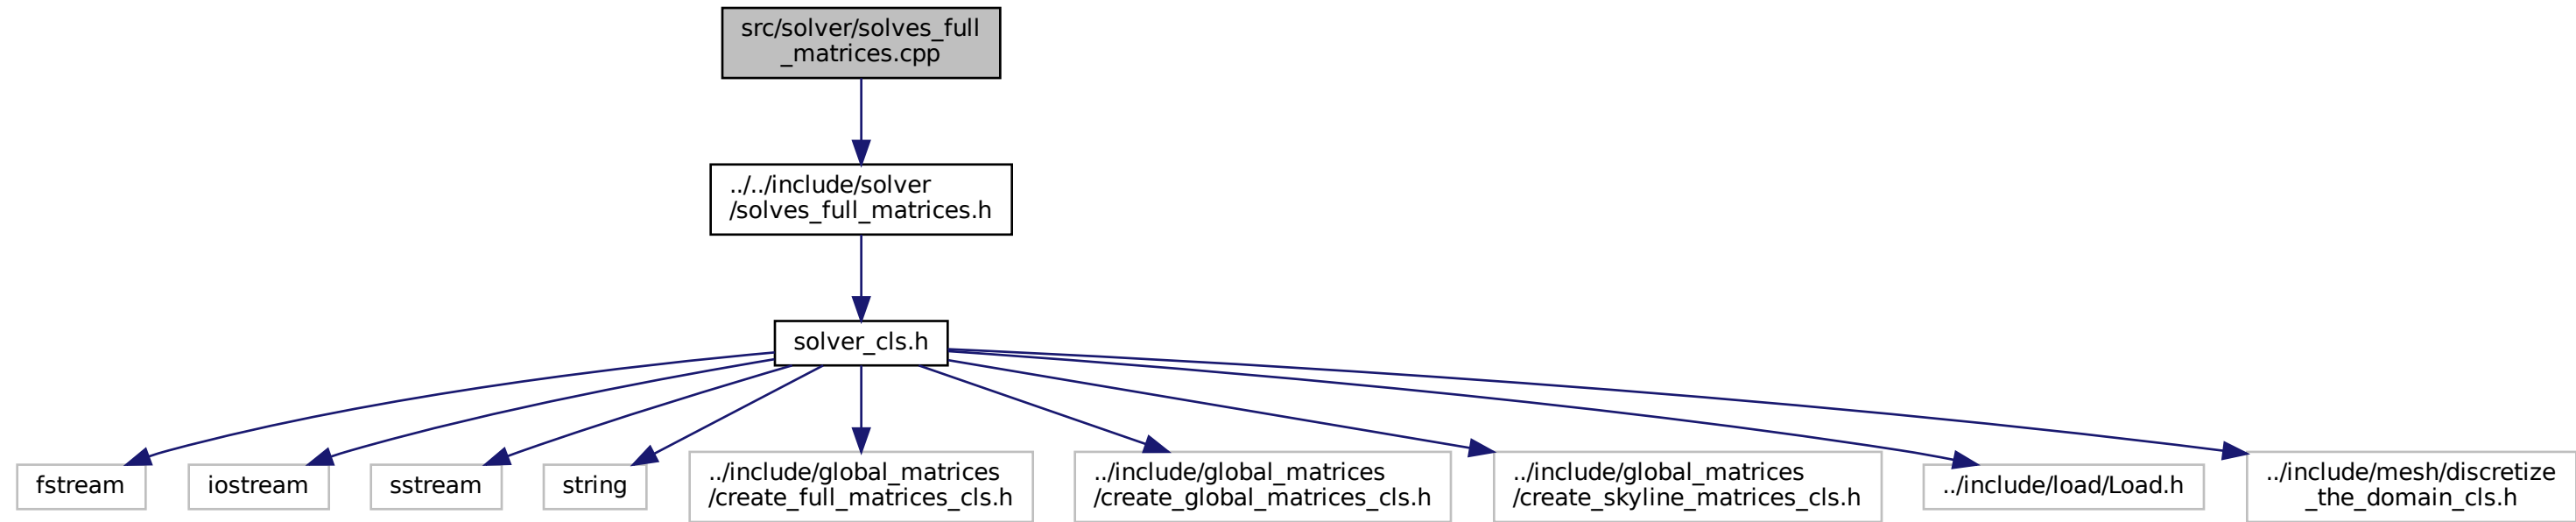 src/solver/solves_full
_matrices.cpp
../../include/solver
/solves_full_matrices.h
solver_cls.h
fstream
iostream
sstream
string
../include/global_matrices
/create_full_matrices_cls.h
../include/global_matrices
/create_global_matrices_cls.h
../include/global_matrices
/create_skyline_matrices_cls.h
../include/load/Load.h
../include/mesh/discretize
_the_domain_cls.h